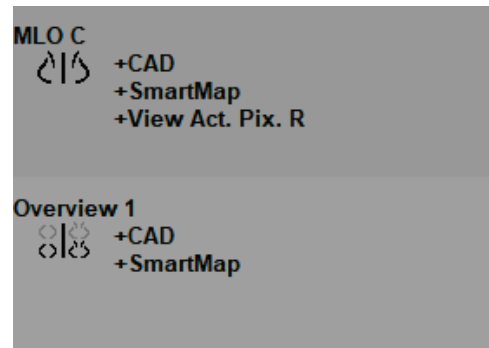 MLO C
+CAD
+SmartMap
+View Act. Pix. R
Overview 1
+CAD
+SmartMap